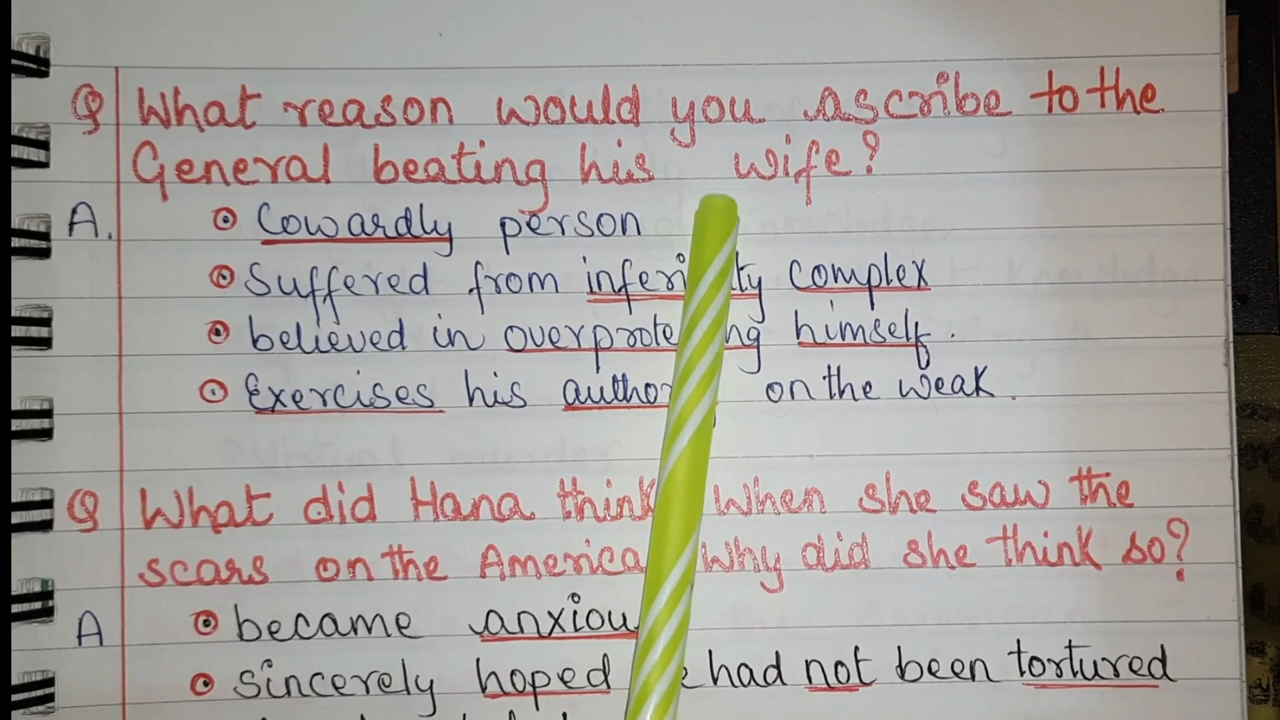 Q What reason would you ascribe to the
General beating his wife?
A. Cowardly person
Suffered from complex
believed in himself.
Exercises his on the weak.
Q What did Hana think when she saw the
scars on the Why did she think so?
A became
sincerely hoped had not been tortured